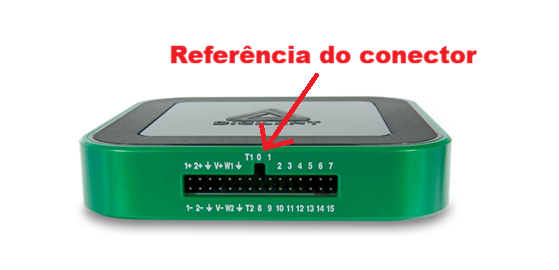 Referência do conector
DIGILENT
T1 0 1
1+ 2+ ⏚ V+ W1 ⏚ 2 3 4 5 6 7
1- 2- ⏚ V- W2 ⏚ T2 8 9 10 11 12 13 14 15